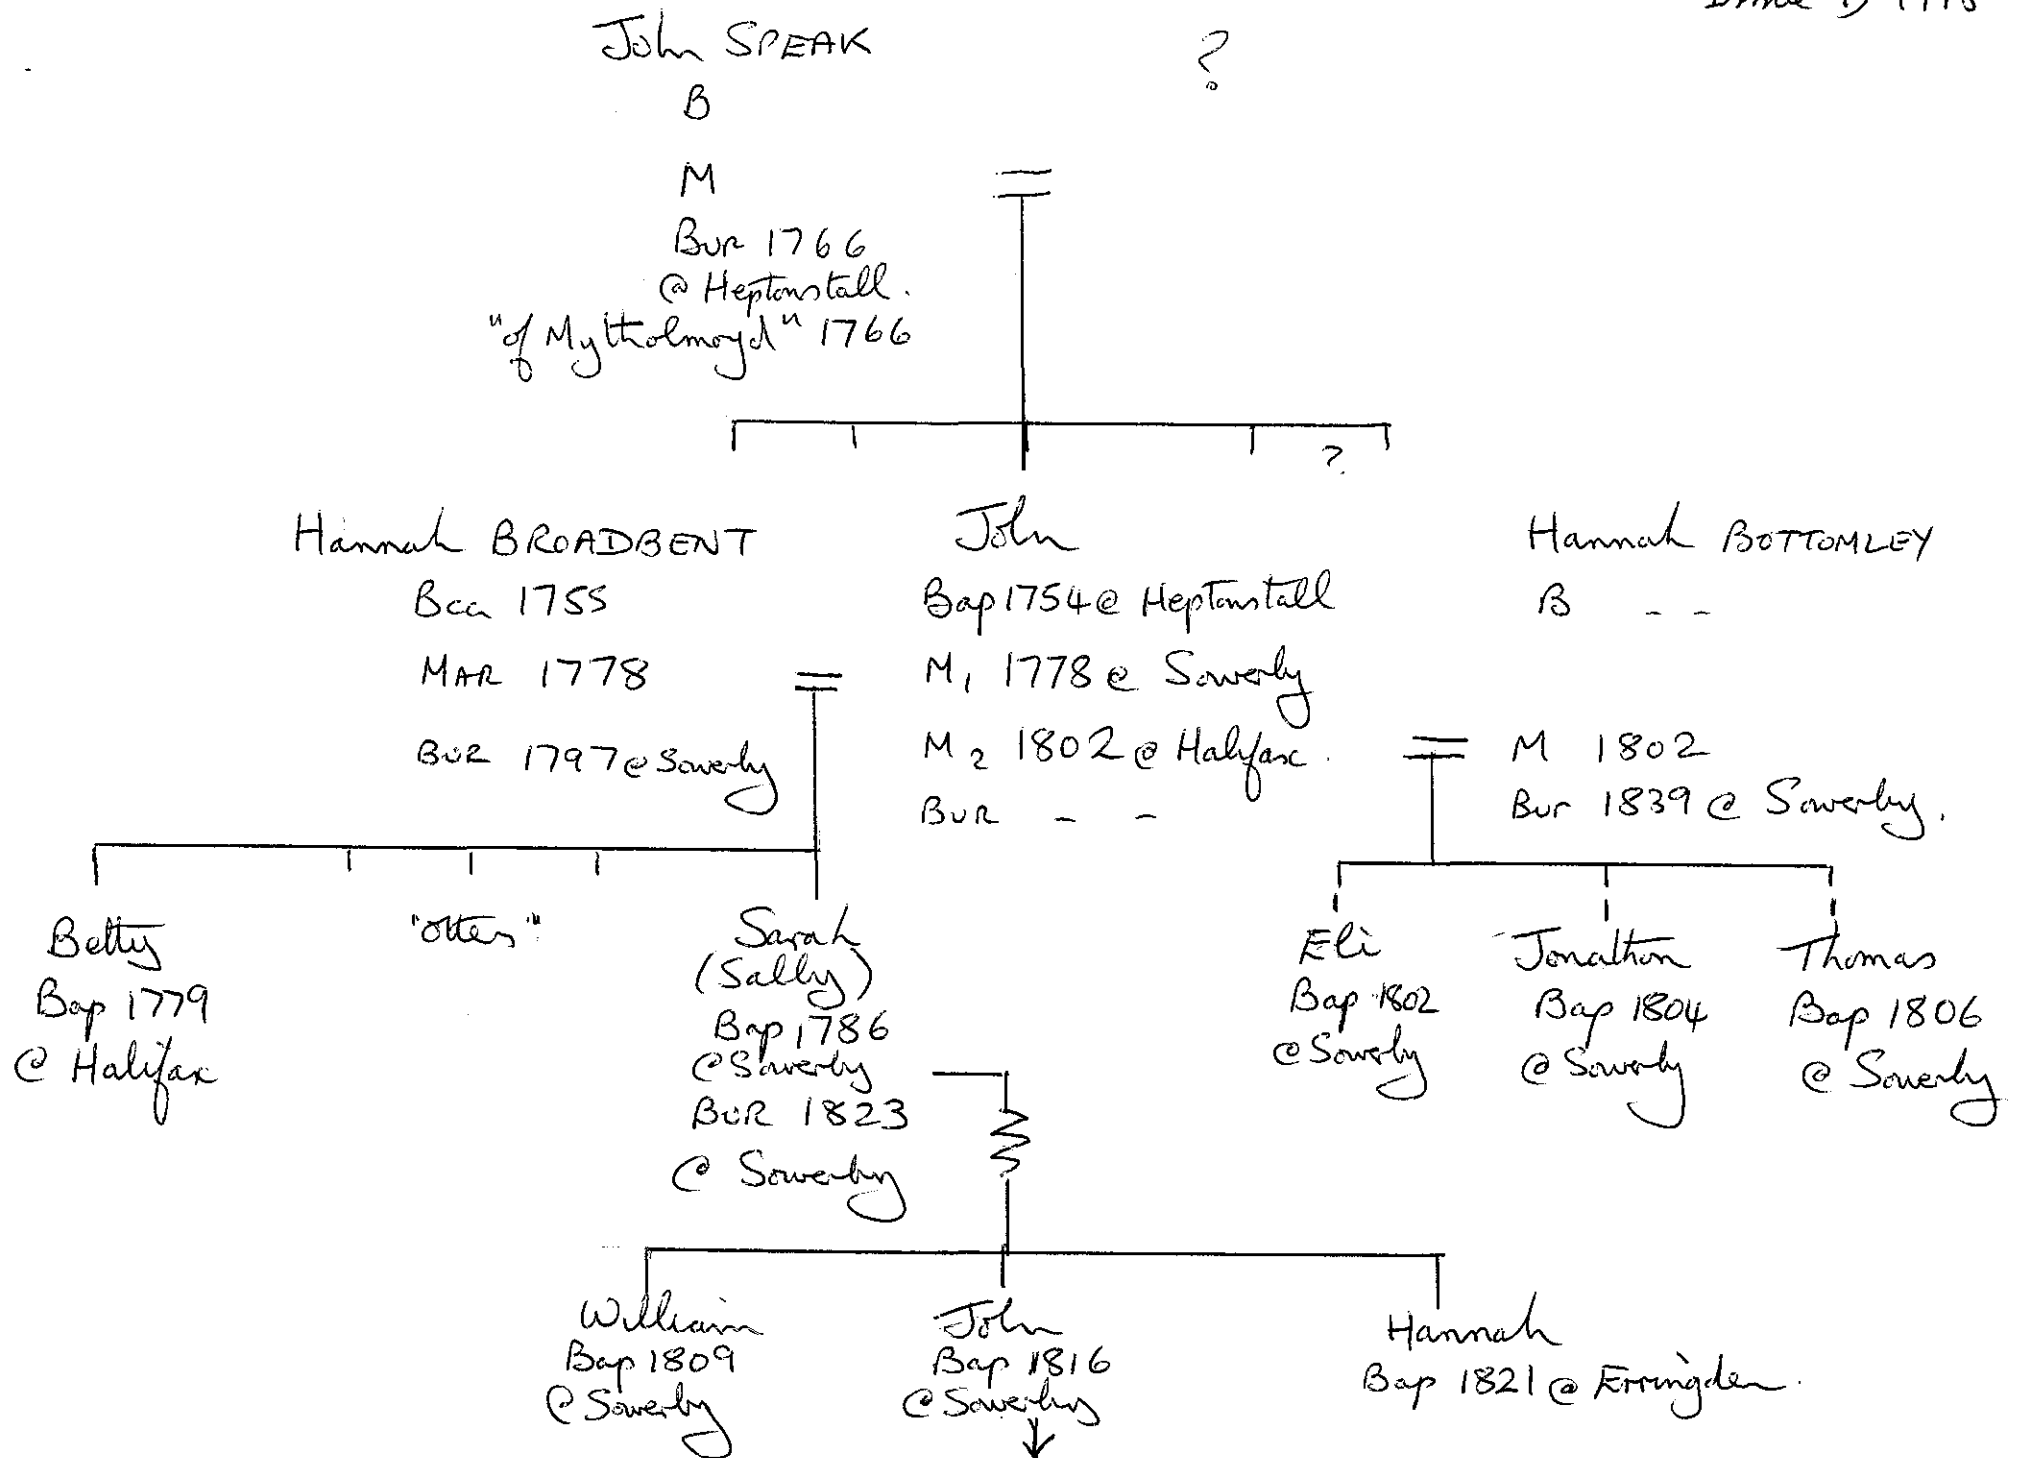 1998
John SPEAK
?
B
M
BUR 1766
@ Heptonstall.
"of Mytholmoyd" 1766
?
Hannah BROADBENT
John
Hannah BOTTOMLEY
1755
Bap 1754 @ Heptonstall
B - -
MAR 1778
M1 1778 @ Sowerby
BUR 1797 @ Sowerby
M2 1802 @ Halifax.
M 1802
BUR - -
Bur 1839 @ Sowerby.
Betty
"others"
Sarah
Eli
Jonathon
Thomas
(Sally)
Bap 1779
Bap 1786
Bap 1802
Bap 1804
Bap 1806
@ Halifax
@ Sowerby
@ Sowerby
@ Sowerby
@ Sowerby
BUR 1823
@ Sowerby
William
John
Hannah
Bap 1809
Bap 1816
Bap 1821 @ Erringden.
@ Sowerby
@ Sowerby